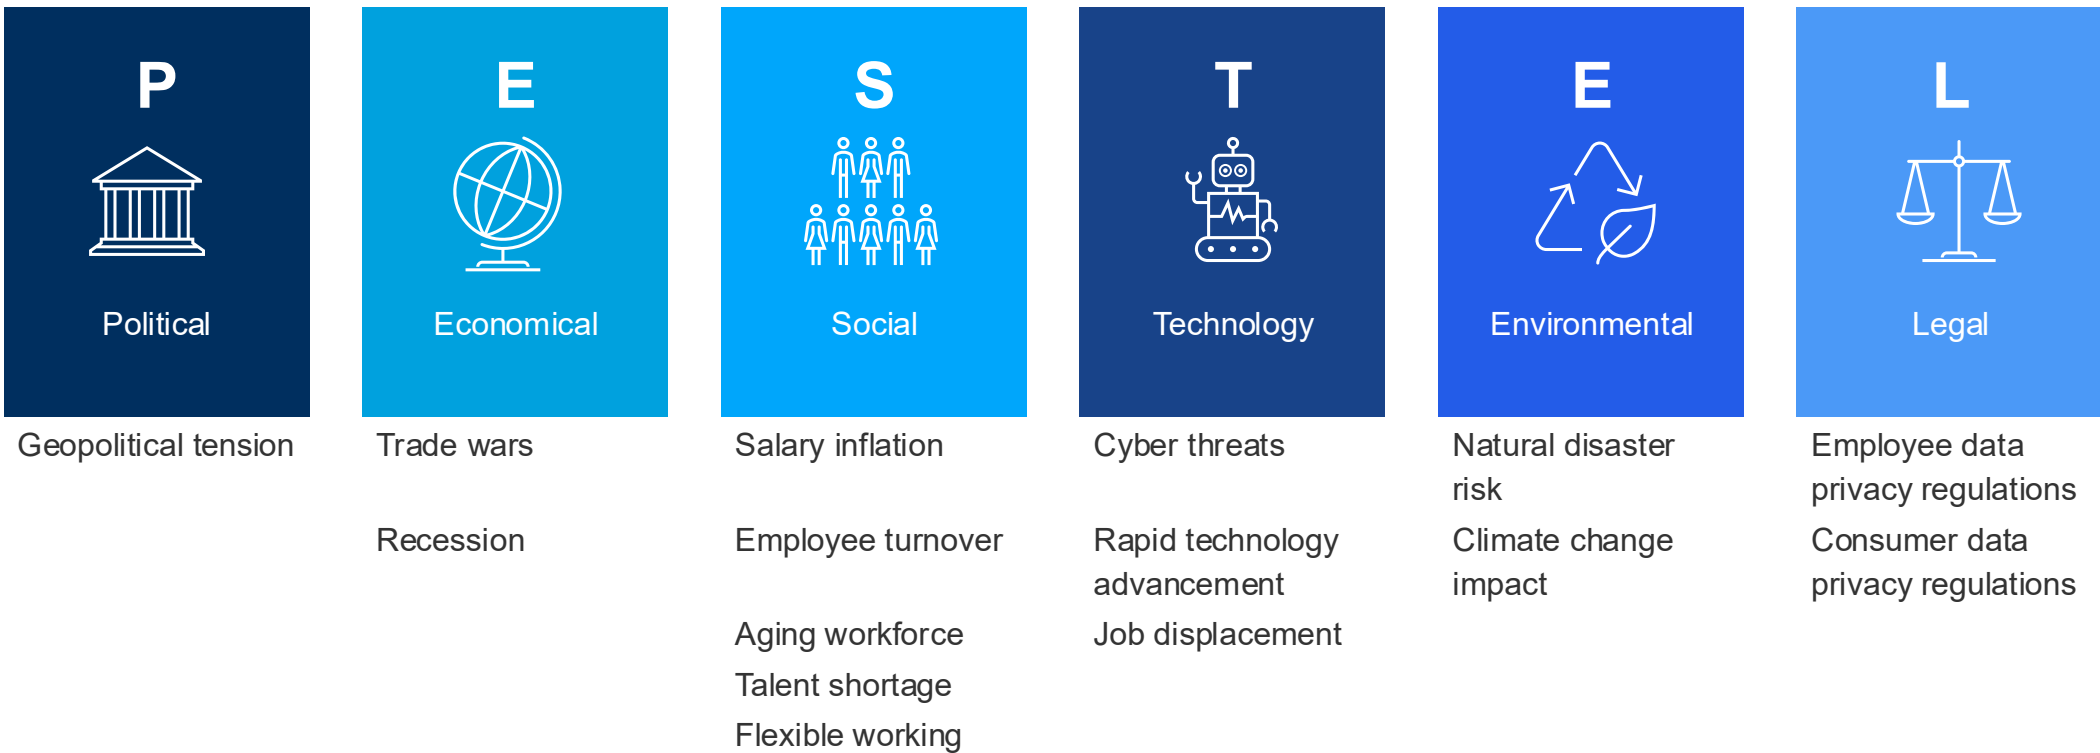 P
Political
Geopolitical tension
E
Economical
Trade wars
Recession
S
Social
Salary inflation
Employee turnover
Aging workforce
Talent shortage
Flexible working
T
Technology
Cyber threats
Rapid technology
advancement
Job displacement
E
Environmental
Natural disaster
risk
Climate change
impact
L
Legal
Employee data
privacy regulations
Consumer data
privacy regulations